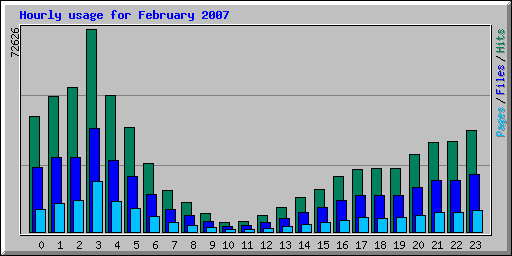 Hourly usage for February 2007
72626
Pages/Files/Hits
0 1 2 3 4 5 6 7 8 9 10 11 12 13 14 15 16 17 18 19 20 21 22 23